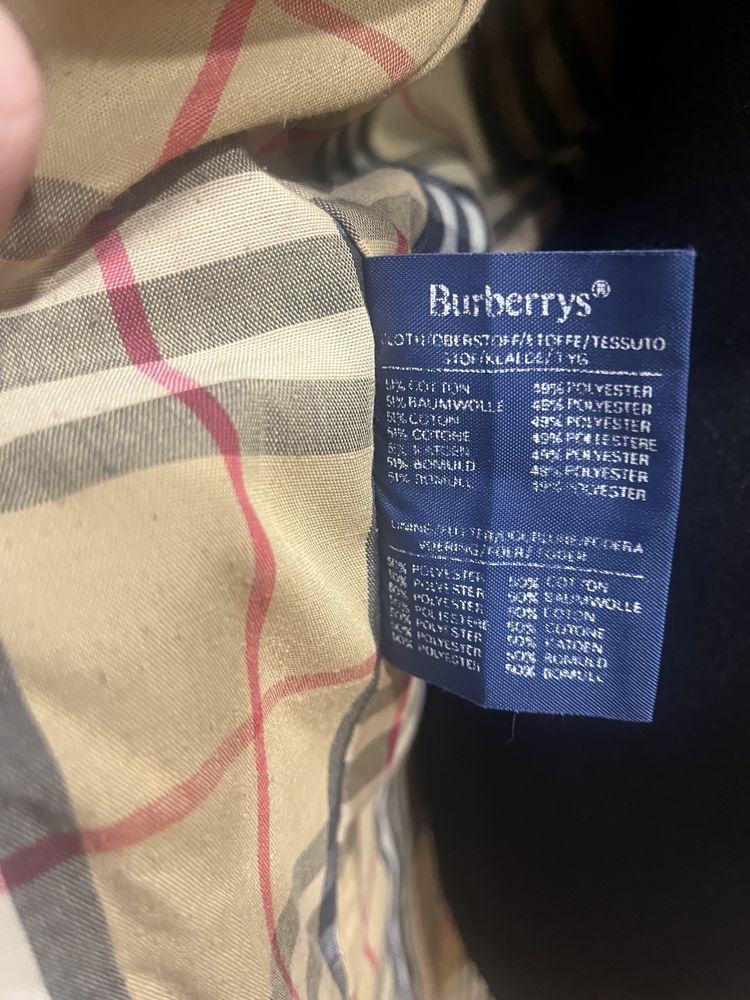 Burberrys®
CLOTH/OBERSTOFF/ETOFFE/TESSUTO
STOF/KLAEDE/TYG
51% COTTON 49% POLYESTER
51% BAUMWOLLE 49% POLYESTER
51% COTON 49% POLYESTER
51% COTONE 49% POLIESTERE
51% KATOEN 49% POLYESTER
51% BOMULD 49% POLYESTER
51% BOMULL 49% POLYESTER
VOERING/FOER/FODER
50% POLYESTER 50% COTTON
50% POLYESTER 50% BAUMWOLLE
50% POLYESTER 50% COTON
50% POLIESTERE 50% COTONE
50% POLYESTER 50% KATOEN
50% POLYESTER 50% BOMULD
50% POLYESTER 50% BOMULL